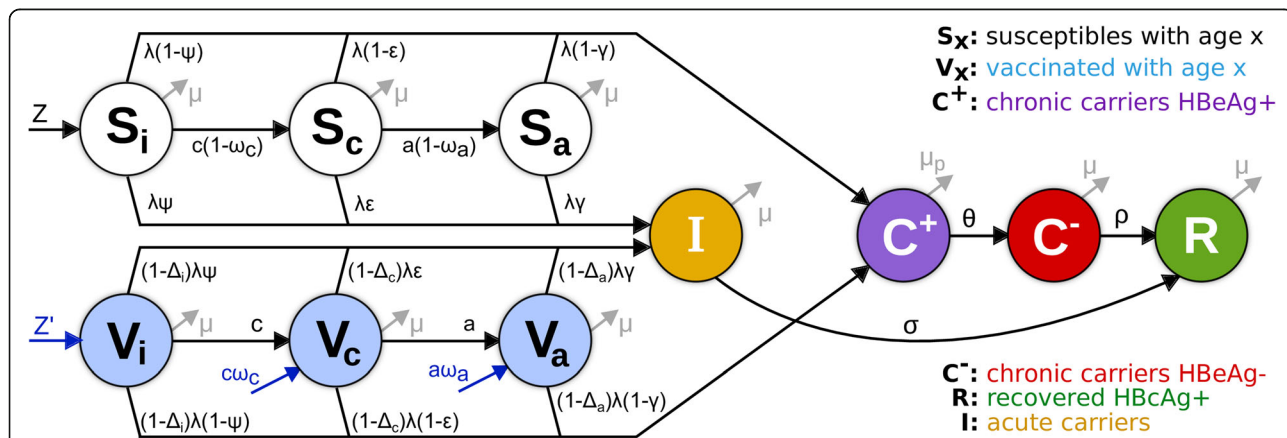 λ(1-ψ) λ(1-ε) λ(1-γ)
Sx: susceptibles with age x
Vx: vaccinated with age x
C+: chronic carriers HBeAg+
Z Si μ Sc μ Sa μ
c(1-ωc) a(1-ωa)
λψ λε λγ
I μ C+ μp θ C- μ ρ R μ
(1-Δi)λψ (1-Δc)λε (1-Δa)λγ
Z' Vi μ c Vc μ a Va μ
σ
cωc aωa
(1-Δi)λ(1-ψ) (1-Δc)λ(1-ε) (1-Δa)λ(1-γ)
C-: chronic carriers HBeAg-
R: recovered HBcAg+
I: acute carriers